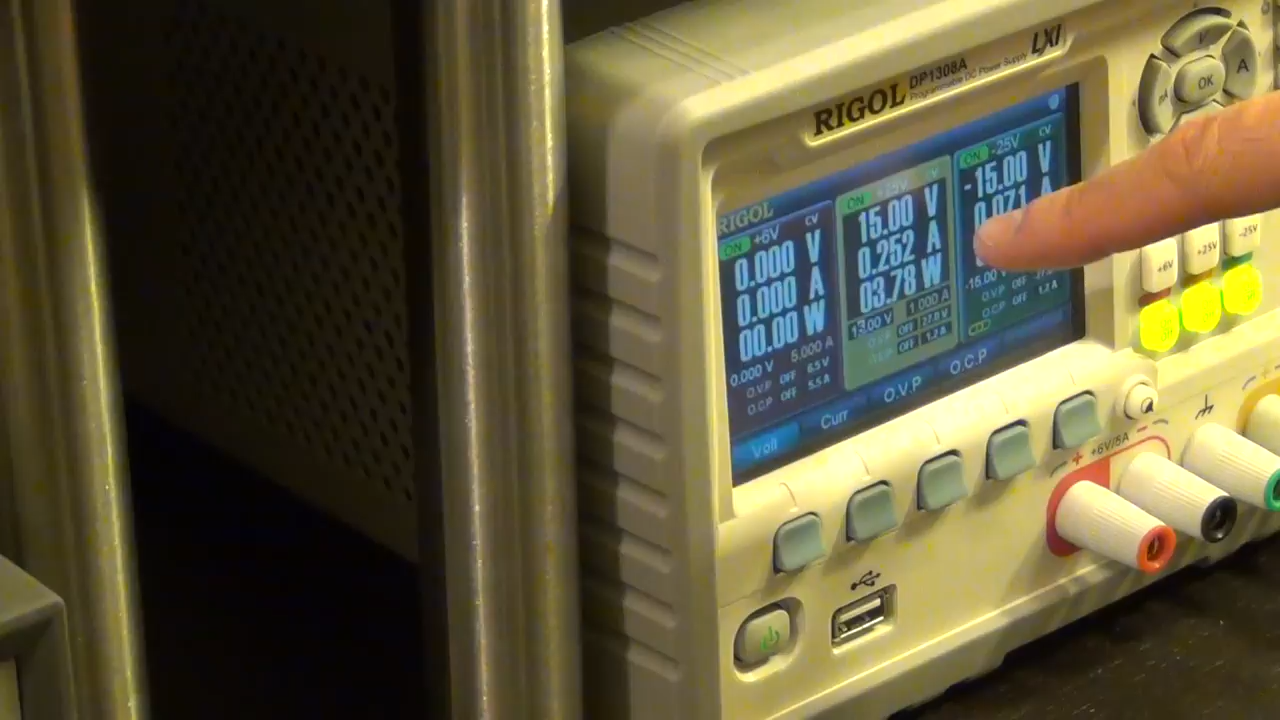 RIGOL DP1308A LXI
Programmable DC Power Supply
V
A
OK
RIGOL
ON +6V CV
0.000 V
0.000 A
00.00 W
0.000 V 5.000 A
O.V.P OFF 6.5 V
O.C.P OFF 5.5 A
ON +25V CV
15.00 V
0.252 A
03.78 W
1.000 A
OFF 27.0 V
OFF 1.2 A
ON -25V CV
-15.00 V
0.071 A
-15.00 V
O.V.P OFF
O.C.P OFF 1.2 A
Volt Curr O.V.P O.C.P
+6V +25V -25V
+ +6V/5A -